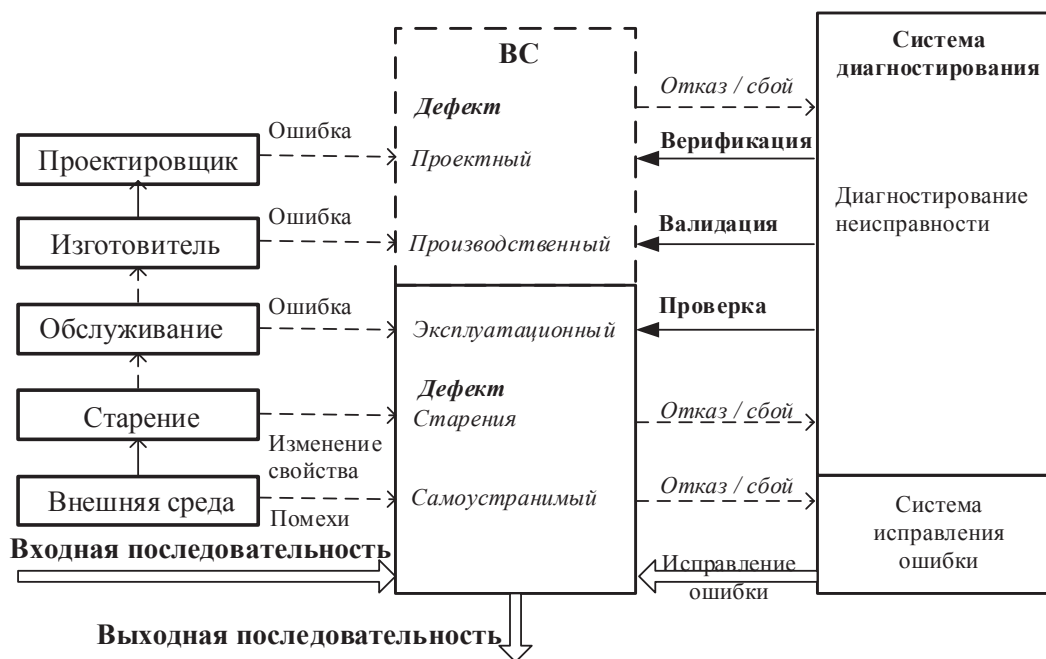 ВС
Система
диагностирования
Дефект
Отказ / сбой
Ошибка
Проектировщик
Проектный
Верификация
Диагностирование
неисправности
Ошибка
Изготовитель
Производственный
Валидация
Ошибка
Обслуживание
Эксплуатационный
Проверка
Дефект
Старение
Старения
Отказ / сбой
Изменение
свойства
Внешняя среда
Помехи
Самоустранимый
Отказ / сбой
Система
исправления
ошибки
Входная последовательность
Исправление
ошибки
Выходная последовательность